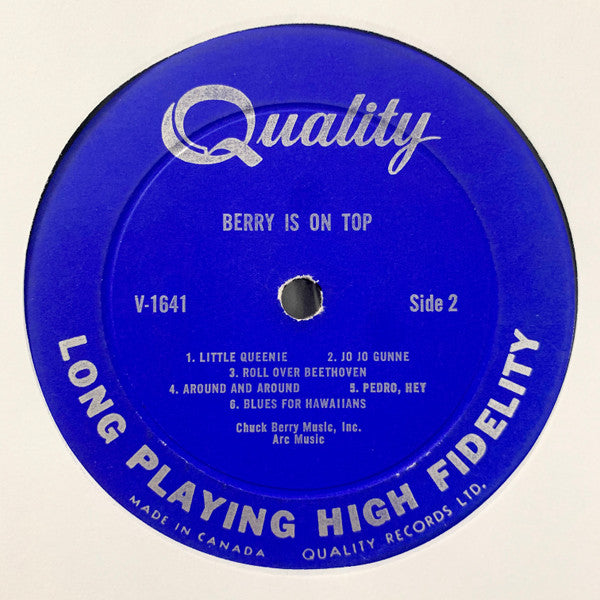 Quality
BERRY IS ON TOP
V-1641
Side 2
1. LITTLE QUEENIE 2. JO JO GUNNE
3. ROLL OVER BEETHOVEN
4. AROUND AND AROUND 5. PEDRO, HEY
6. BLUES FOR HAWAIIANS
Chuck Berry Music, Inc.
Arc Music
LONG PLAYING HIGH FIDELITY
MADE IN CANADA QUALITY RECORDS LTD.